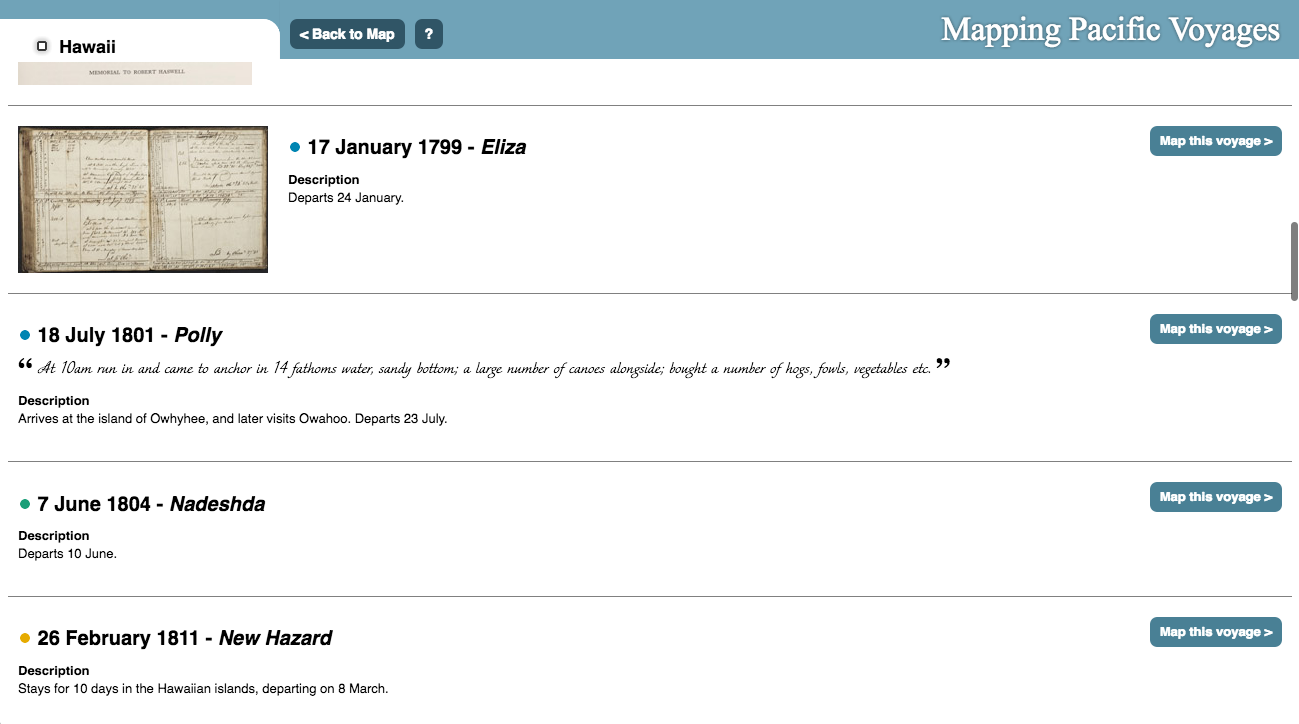 Hawaii
< Back to Map
?
Mapping Pacific Voyages
MEMORIAL TO ROBERT HASWELL
17 January 1799 - Eliza
Map this voyage >
Description
Departs 24 January.
18 July 1801 - Polly
Map this voyage >
“ At 10am run in and came to anchor in 14 fathoms water, sandy bottom; a large number of canoes alongside; bought a number of hogs, fowls, vegetables etc. ”
Description
Arrives at the island of Owhyhee, and later visits Owahoo. Departs 23 July.
7 June 1804 - Nadeshda
Map this voyage >
Description
Departs 10 June.
26 February 1811 - New Hazard
Map this voyage >
Description
Stays for 10 days in the Hawaiian islands, departing on 8 March.